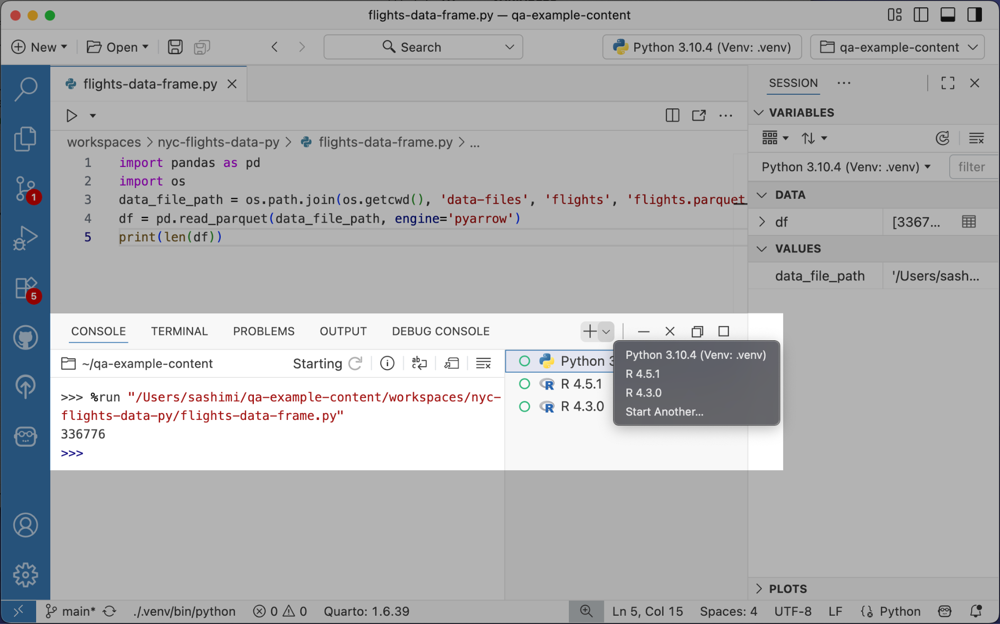 flights-data-frame.py — qa-example-content
New
Open
Search
Python 3.10.4 (Venv: .venv)
qa-example-content
flights-data-frame.py
workspaces > nyc-flights-data-py > flights-data-frame.py > ...
1 import pandas as pd
2 import os
3 data_file_path = os.path.join(os.getcwd(), 'data-files', 'flights', 'flights.parquet
4 df = pd.read_parquet(data_file_path, engine='pyarrow')
5 print(len(df))
1
5
SESSION
VARIABLES
Python 3.10.4 (Venv: .venv)
filter
DATA
df [3367...
VALUES
data_file_path '/Users/sash...
PLOTS
CONSOLE TERMINAL PROBLEMS OUTPUT DEBUG CONSOLE
~/qa-example-content
Starting
>>> %run "/Users/sashimi/qa-example-content/workspaces/nyc-
flights-data-py/flights-data-frame.py"
336776
>>>
Python 3
R 4.5.1
R 4.3.0
Python 3.10.4 (Venv: .venv)
R 4.5.1
R 4.3.0
Start Another...
main* ./.venv/bin/python 0 0 Quarto: 1.6.39 Ln 5, Col 15 Spaces: 4 UTF-8 LF Python